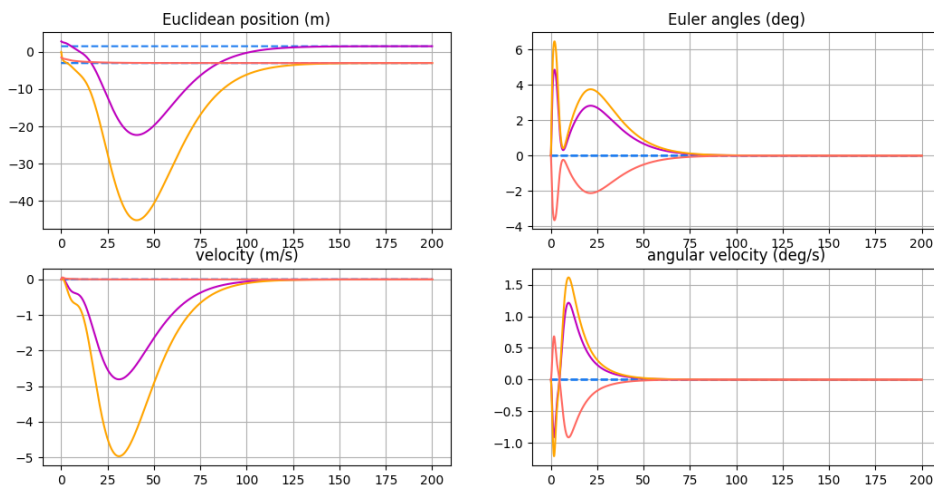 Euclidean position (m)
0
−10
−20
−30
−40
0 25 50 75 100 125 150 175 200
Euler angles (deg)
6
4
2
0
−2
−4
0 25 50 75 100 125 150 175 200
velocity (m/s)
0
−1
−2
−3
−4
−5
0 25 50 75 100 125 150 175 200
angular velocity (deg/s)
1.5
1.0
0.5
0.0
−0.5
−1.0
0 25 50 75 100 125 150 175 200